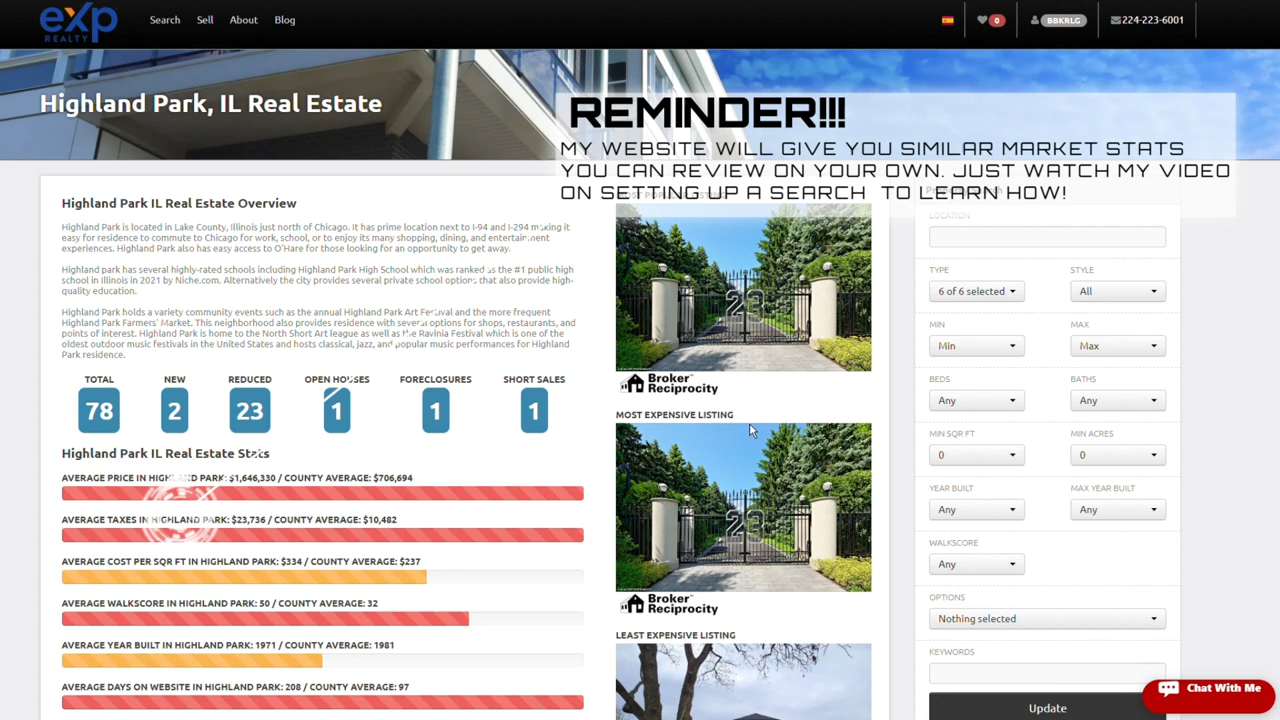 eXp
REALTY
Search Sell About Blog
0
BBKRLG
224-223-6001
Highland Park, IL Real Estate
REMINDER!!!
MY WEBSITE WILL GIVE YOU SIMILAR MARKET STATS
YOU CAN REVIEW ON YOUR OWN. JUST WATCH MY VIDEO
ON SETTING UP A SEARCH TO LEARN HOW!
Highland Park IL Real Estate Overview
Highland Park is located in Lake County, Illinois just north of Chicago. It has prime location next to I-94 and I-294 making it
easy for residence to commute to Chicago for work, school, or to enjoy its many shopping, dining, and entertainment
experiences. Highland Park also has easy access to O'Hare for those looking for an opportunity to get away.
Highland park has several highly-rated schools including Highland Park High School which was ranked as the #1 public high
school in Illinois in 2021 by Niche.com. Alternatively the city provides several private school options that also provide high-
quality education.
Highland Park holds a variety community events such as the annual Highland Park Art Festival and the more frequent
Highland Park Farmers' Market. This neighborhood also provides residence with several options for shops, restaurants, and
points of interest. Highland Park is home to the North Short Art league as well as the Ravinia Festival which is one of the
oldest outdoor music festivals in the United States and hosts classical, jazz, and popular music performances for Highland
Park residence.
TOTAL NEW REDUCED OPEN HOUSES FORECLOSURES SHORT SALES
78 2 23 1 1 1
Highland Park IL Real Estate Stats
AVERAGE PRICE IN HIGHLAND PARK: $1,646,330 / COUNTY AVERAGE: $706,694
AVERAGE TAXES IN HIGHLAND PARK: $23,736 / COUNTY AVERAGE: $10,482
AVERAGE COST PER SQR FT IN HIGHLAND PARK: $334 / COUNTY AVERAGE: $237
AVERAGE WALKSCORE IN HIGHLAND PARK: 50 / COUNTY AVERAGE: 32
AVERAGE YEAR BUILT IN HIGHLAND PARK: 1971 / COUNTY AVERAGE: 1981
AVERAGE DAYS ON WEBSITE IN HIGHLAND PARK: 208 / COUNTY AVERAGE: 97
23
Broker
Reciprocity
MOST EXPENSIVE LISTING
23
Broker
Reciprocity
LEAST EXPENSIVE LISTING
LOCATION
TYPE STYLE
6 of 6 selected All
MIN MAX
Min Max
BEDS BATHS
Any Any
MIN SQR FT MIN ACRES
0 0
YEAR BUILT MAX YEAR BUILT
Any Any
WALKSCORE
Any
OPTIONS
Nothing selected
KEYWORDS
Update
Chat With Me